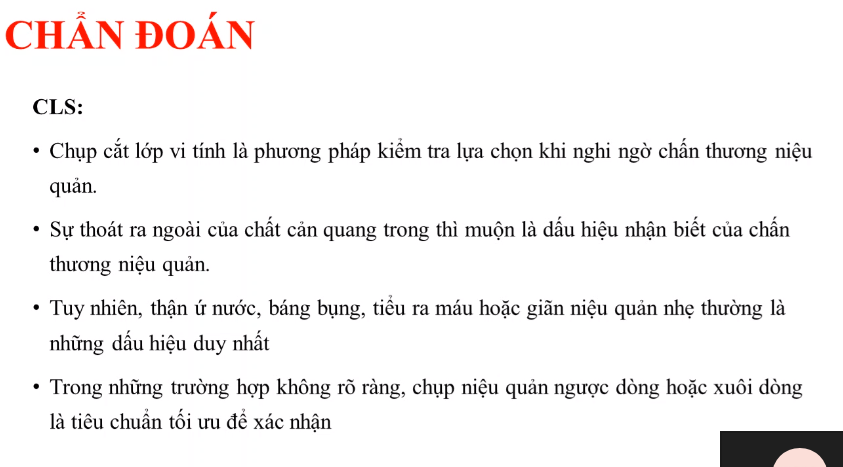 CHẨN ĐOÁN
CLS:
• Chụp cắt lớp vi tính là phương pháp kiểm tra lựa chọn khi nghi ngờ chấn thương niệu
quản.
• Sự thoát ra ngoài của chất cản quang trong thì muộn là dấu hiệu nhận biết của chấn
thương niệu quản.
• Tuy nhiên, thận ứ nước, báng bụng, tiểu ra máu hoặc giãn niệu quản nhẹ thường là
những dấu hiệu duy nhất
• Trong những trường hợp không rõ ràng, chụp niệu quản ngược dòng hoặc xuôi dòng
là tiêu chuẩn tối ưu để xác nhận